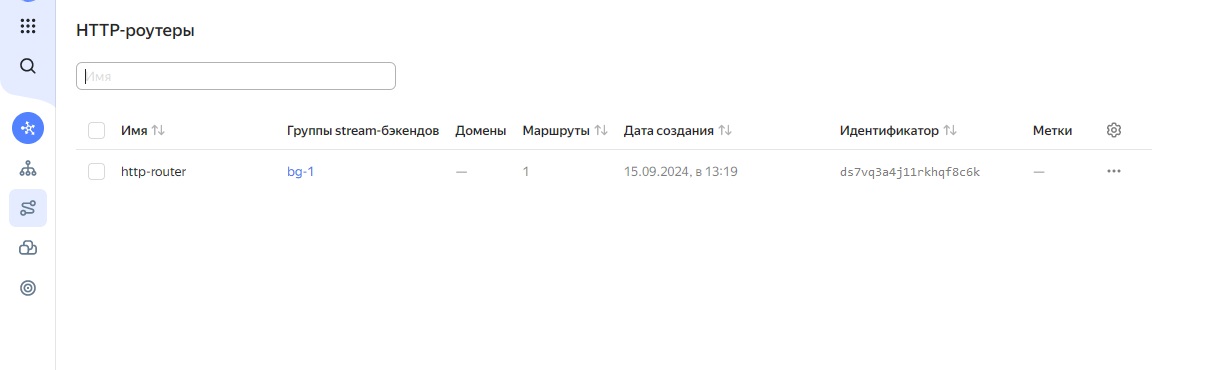 HTTP-роутеры
Имя
Имя Группы stream-бэкендов Домены Маршруты Дата создания Идентификатор Метки
http-router bg-1 — 1 15.09.2024, в 13:19 ds7vq3a4j11rkhqf8c6k —